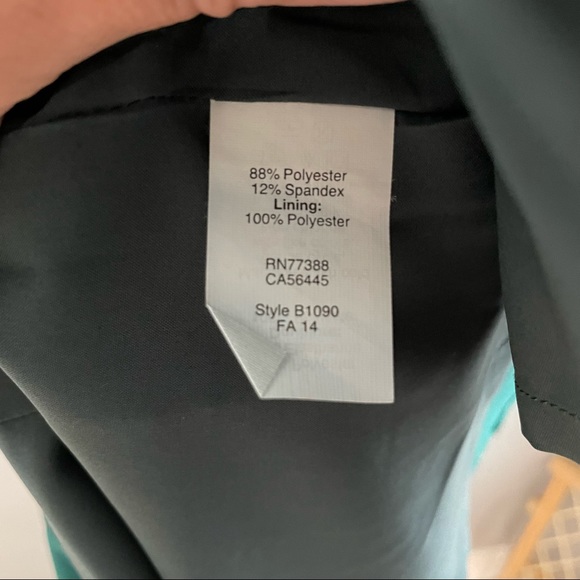 88% Polyester
12% Spandex
Lining:
100% Polyester
RN77388
CA56445
Style B1090
FA 14